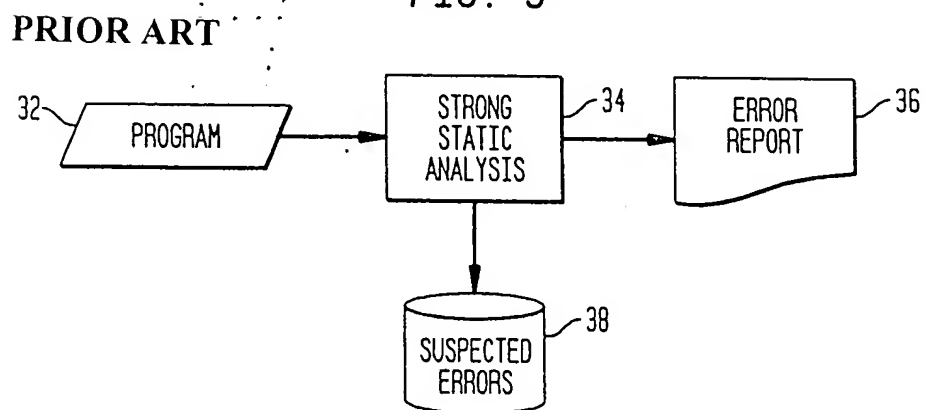 PRIOR ART
32
PROGRAM
STRONG
STATIC
ANALYSIS
34
ERROR
REPORT
36
SUSPECTED
ERRORS
38